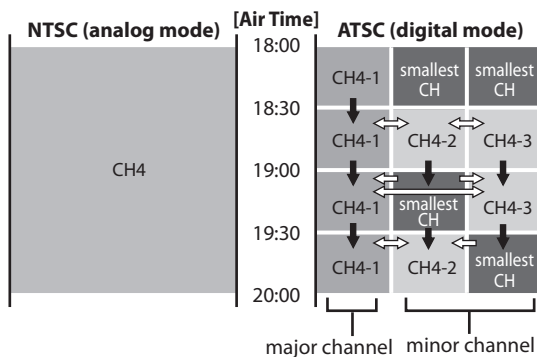 NTSC (analog mode)
[Air Time]
ATSC (digital mode)
18:00
CH4-1
smallest
CH
smallest
CH
18:30
CH4-1
CH4-2
CH4-3
CH4
19:00
CH4-1
smallest
CH
CH4-3
19:30
CH4-1
CH4-2
smallest
CH
20:00
major channel
minor channel